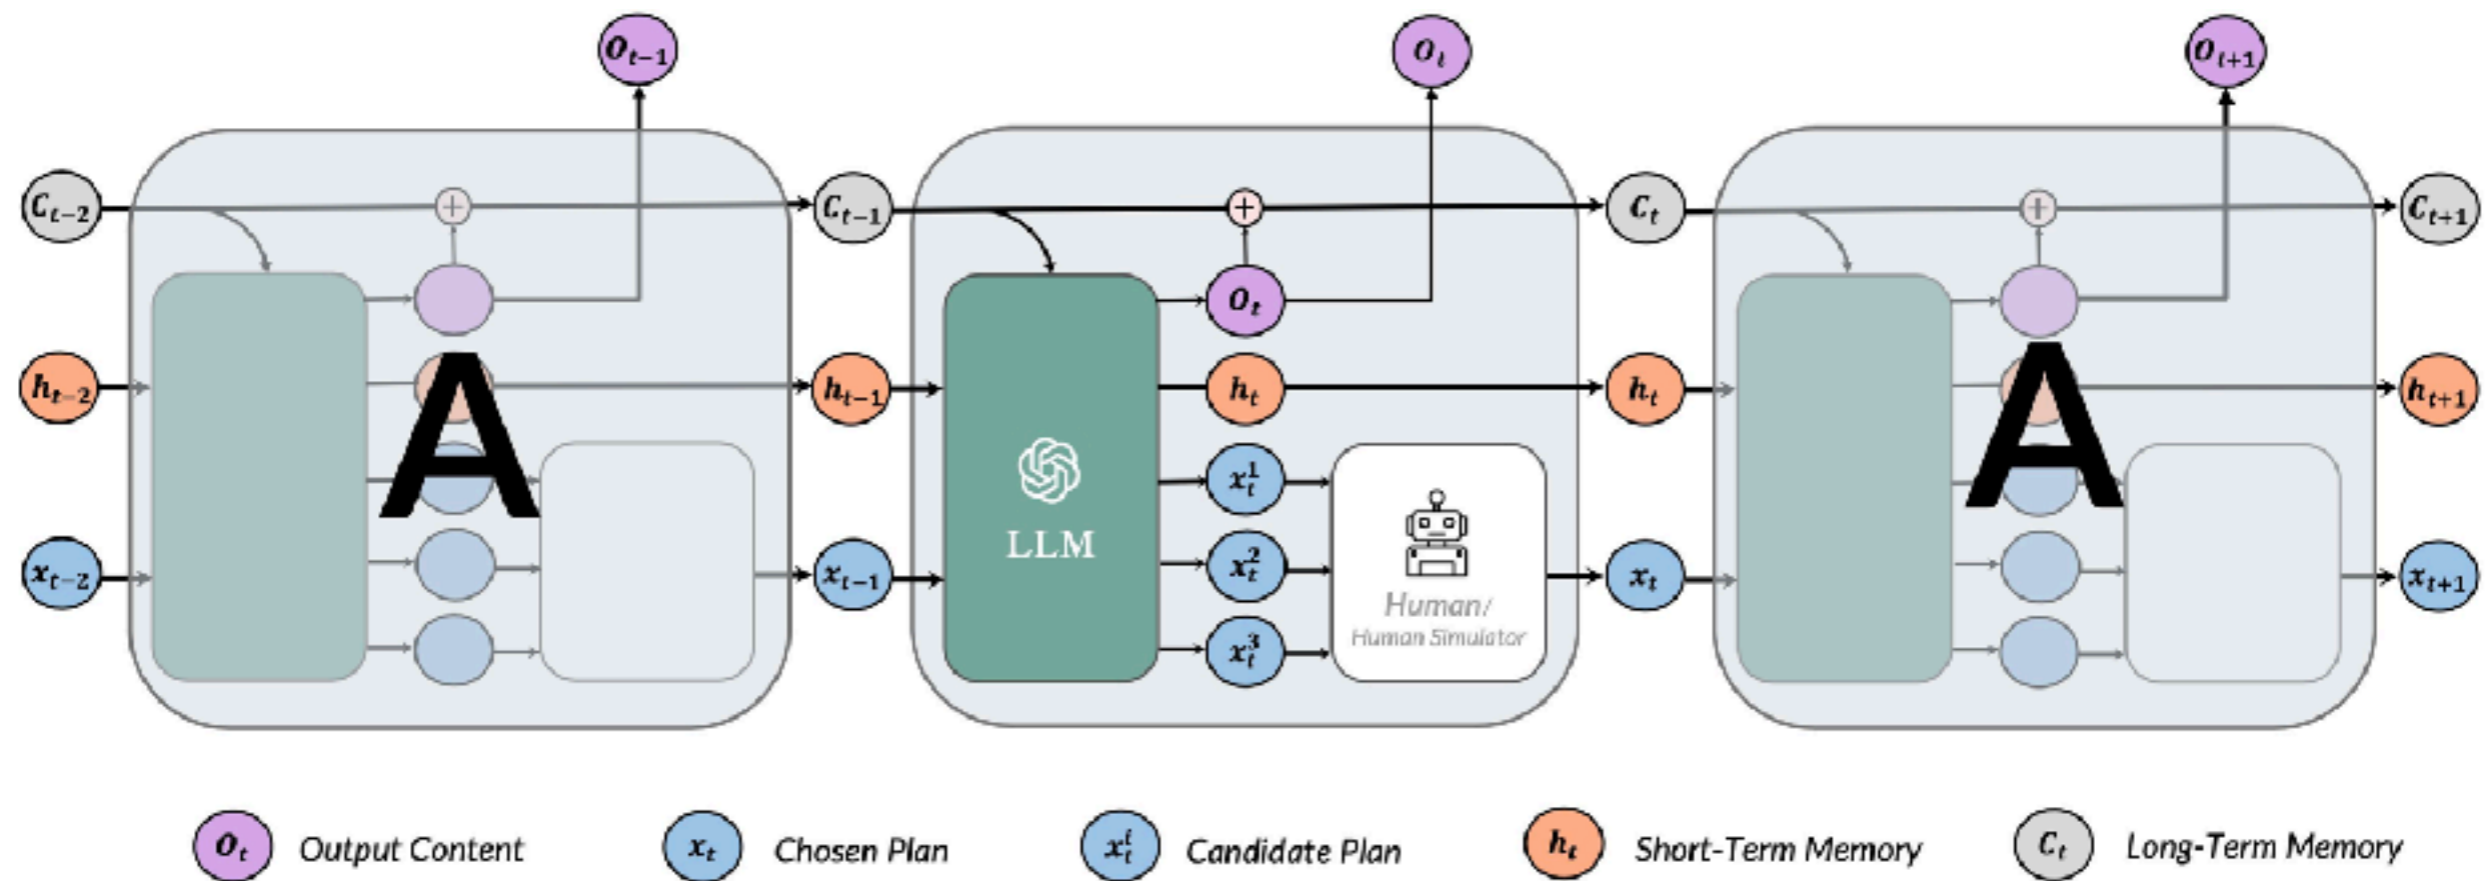 O_{t-1} O_t O_{t+1}
C_{t-2} C_{t-1} C_t C_{t+1}
O_t
h_{t-2} A h_{t-1} h_t h_t A h_{t+1}
x_t^1
LLM
x_{t-2} x_{t-1} x_t^2 x_t x_{t+1}
Human/
Human Simulator
x_t^3
O_t Output Content x_t Chosen Plan x_t^i Candidate Plan h_t Short-Term Memory C_t Long-Term Memory